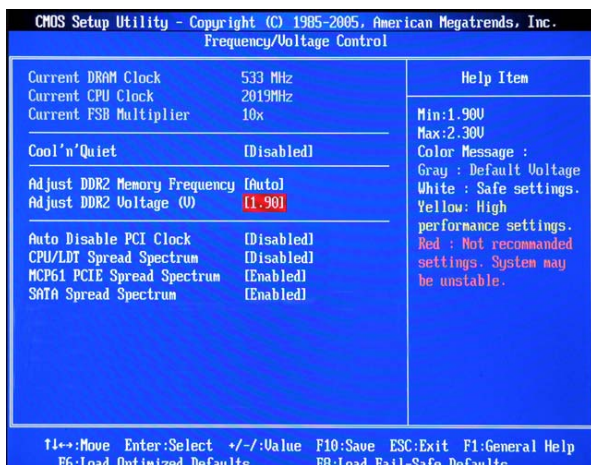 CMOS Setup Utility - Copyright (C) 1985-2005, American Megatrends, Inc.
Frequency/Voltage Control
Current DRAM Clock 533 MHz
Current CPU Clock 2019MHz
Current FSB Multiplier 10x
Cool'n'Quiet [Disabled]
Adjust DDR2 Memory Frequency [Auto]
Adjust DDR2 Voltage (V) [1.90]
Auto Disable PCI Clock [Disabled]
CPU/LDT Spread Spectrum [Disabled]
MCP61 PCIE Spread Spectrum [Enabled]
SATA Spread Spectrum [Enabled]
Help Item
Min:1.90V
Max:2.30V
Color Message :
Gray : Default Voltage
White : Safe settings.
Yellow: High
performance settings.
Red : Not recommanded
settings. System may
be unstable.
↑↓←→:Move Enter:Select +/-/:Value F10:Save ESC:Exit F1:General Help
F6:Load Optimized Defaults F9:Load Fail-Safe Defaults